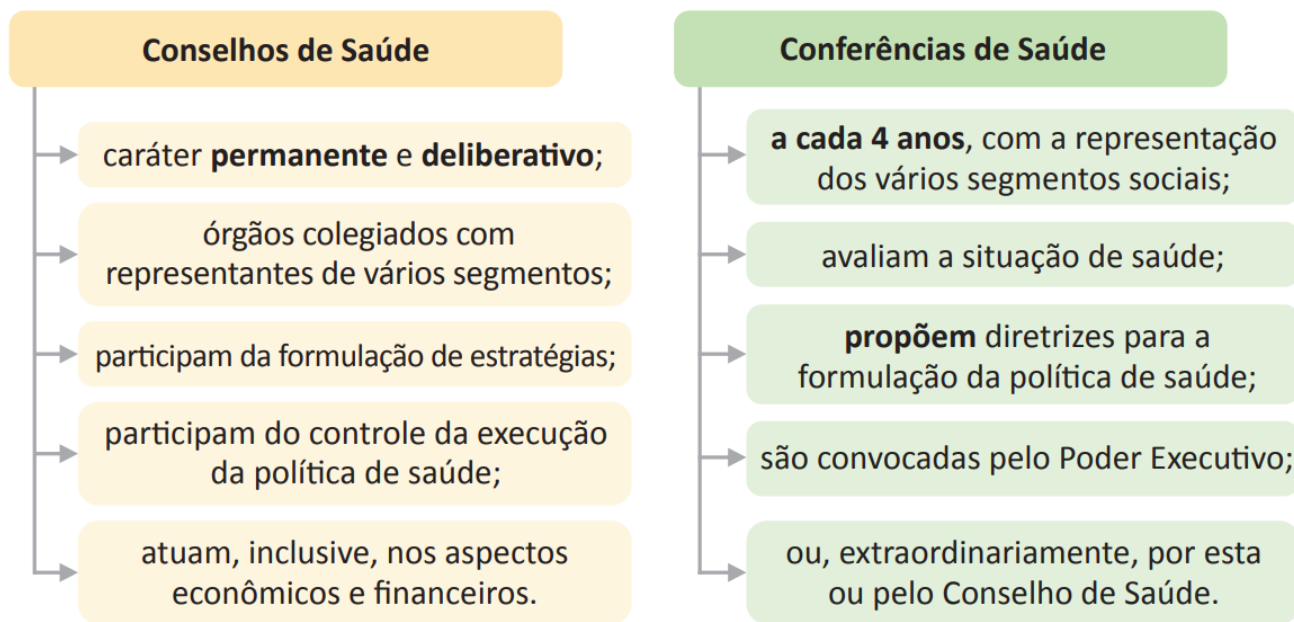 Conselhos de Saúde
caráter permanente e deliberativo;
órgãos colegiados com
representantes de vários segmentos;
participam da formulação de estratégias;
participam do controle da execução
da política de saúde;
atuam, inclusive, nos aspectos
econômicos e financeiros.
Conferências de Saúde
a cada 4 anos, com a representação
dos vários segmentos sociais;
avaliam a situação de saúde;
propõem diretrizes para a
formulação da política de saúde;
são convocadas pelo Poder Executivo;
ou, extraordinariamente, por esta
ou pelo Conselho de Saúde.